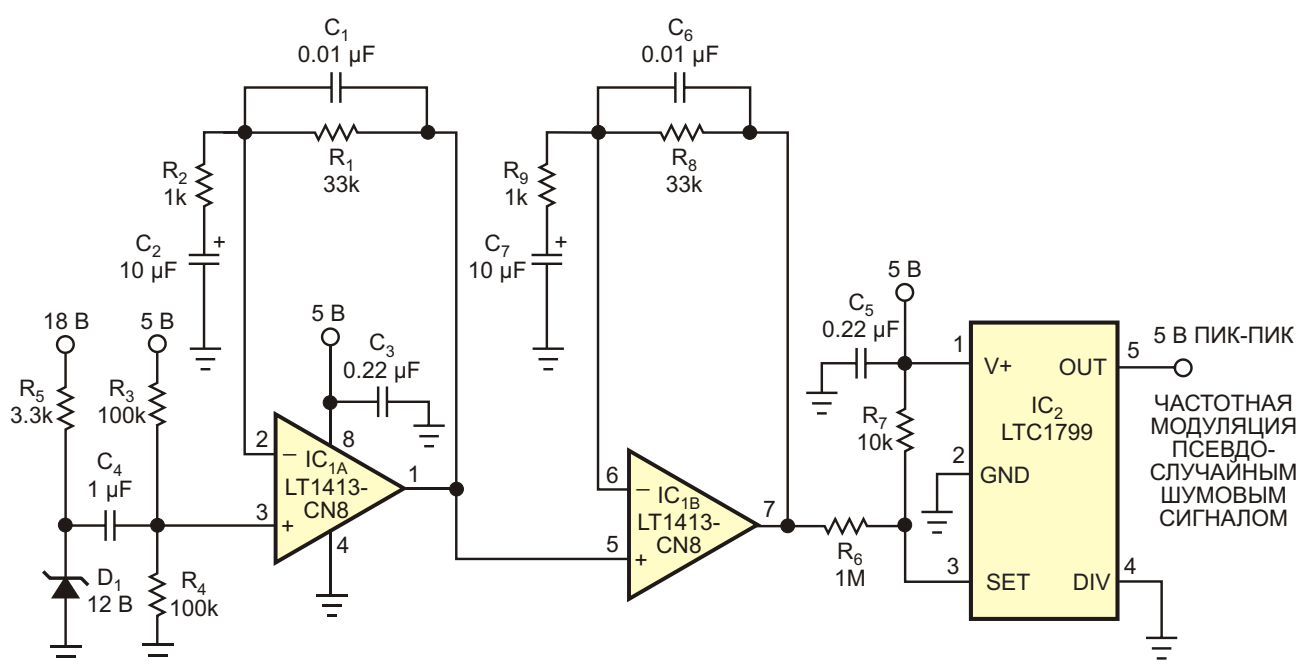 C1
0.01 µF
C6
0.01 µF
R2
1k
R1
33k
R9
1k
R8
33k
C2
10 µF
+
C7
10 µF
+
18 В
5 В
5 В
5 В
R5
3.3k
R3
100k
C3
0.22 µF
C5
0.22 µF
C4
1 µF
R7
10k
2
−
8
IC1A
LT1413-
CN8
1
3
+
4
6
−
IC1B
LT1413-
CN8
7
5
+
D1
12 В
R4
100k
R6
1M
1
V+
OUT
5
5 В ПИК-ПИК
IC2
LTC1799
2
GND
3
SET
DIV
4
ЧАСТОТНАЯ
МОДУЛЯЦИЯ
ПСЕВДО-
СЛУЧАЙНЫМ
ШУМОВЫМ
СИГНАЛОМ